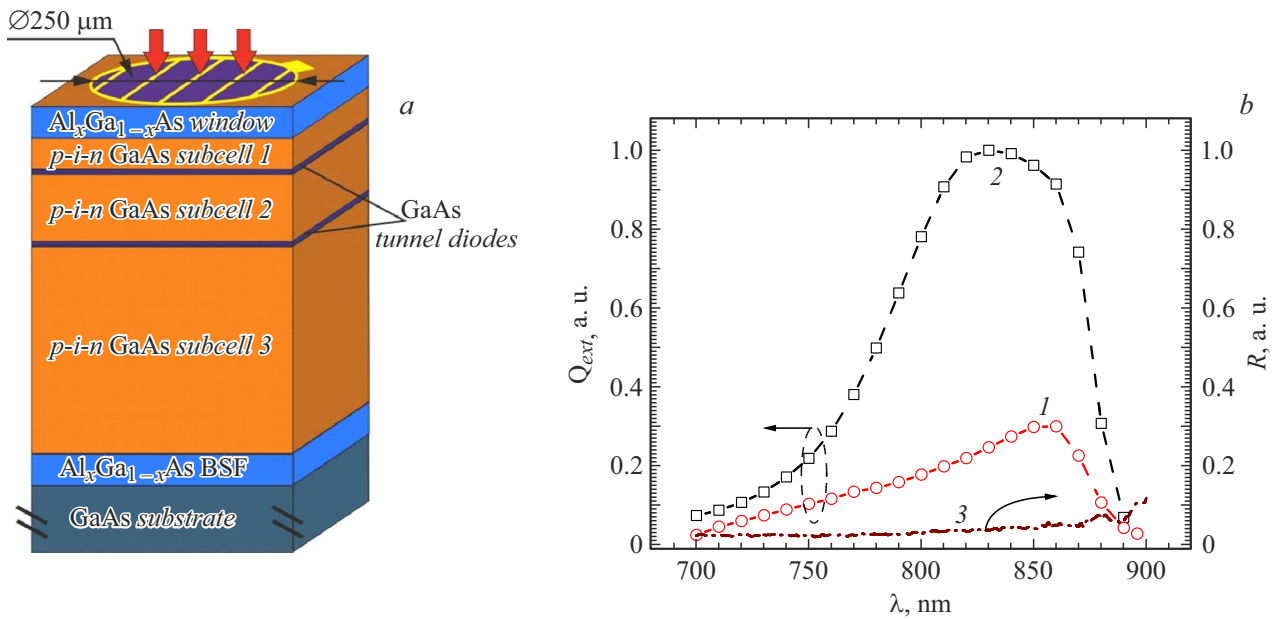 Ø250 μm
a
AlxGa1 – xAs window
p-i-n GaAs subcell 1
p-i-n GaAs subcell 2
GaAs
tunnel diodes
p-i-n GaAs subcell 3
AlxGa1 – xAs BSF
GaAs substrate
b
Qext, a. u.
1.0
0.8
0.6
0.4
0.2
0
2
1
3
700
750
800
850
900
λ, nm
1.0
0.8
0.6
0.4
0.2
0
R, a. u.